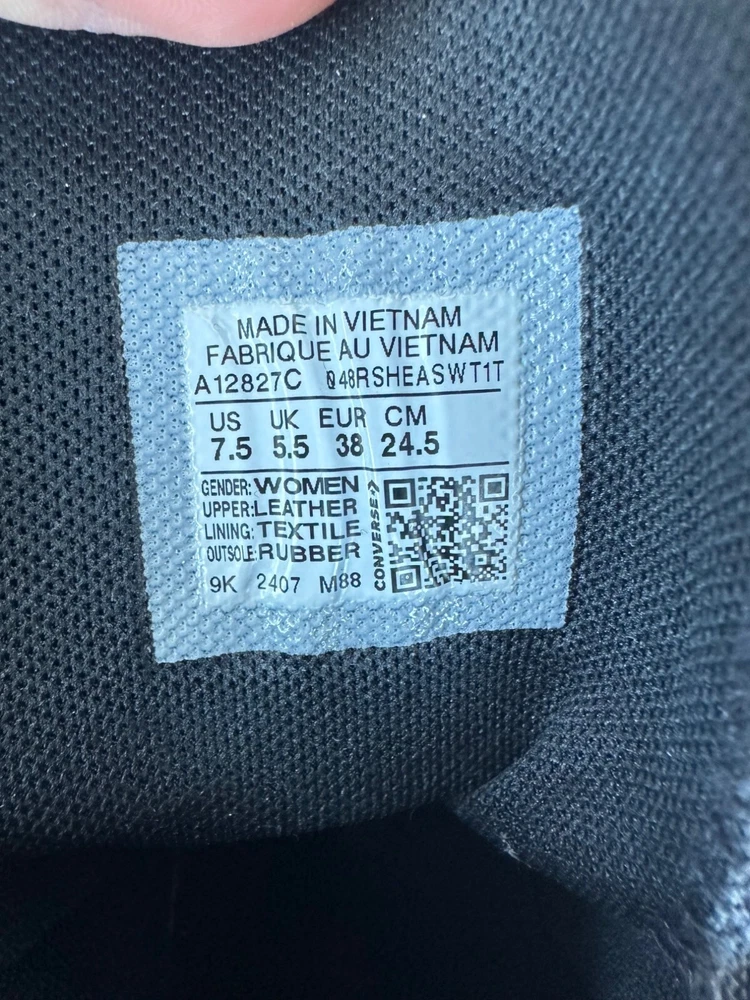 MADE IN VIETNAM
FABRIQUE AU VIETNAM
A12827C 048RSHEASWT1T
US UK EUR CM
7.5 5.5 38 24.5
GENDER: WOMEN
UPPER: LEATHER
LINING: TEXTILE
OUTSOLE: RUBBER
9K 2407 M88
CONVERSE